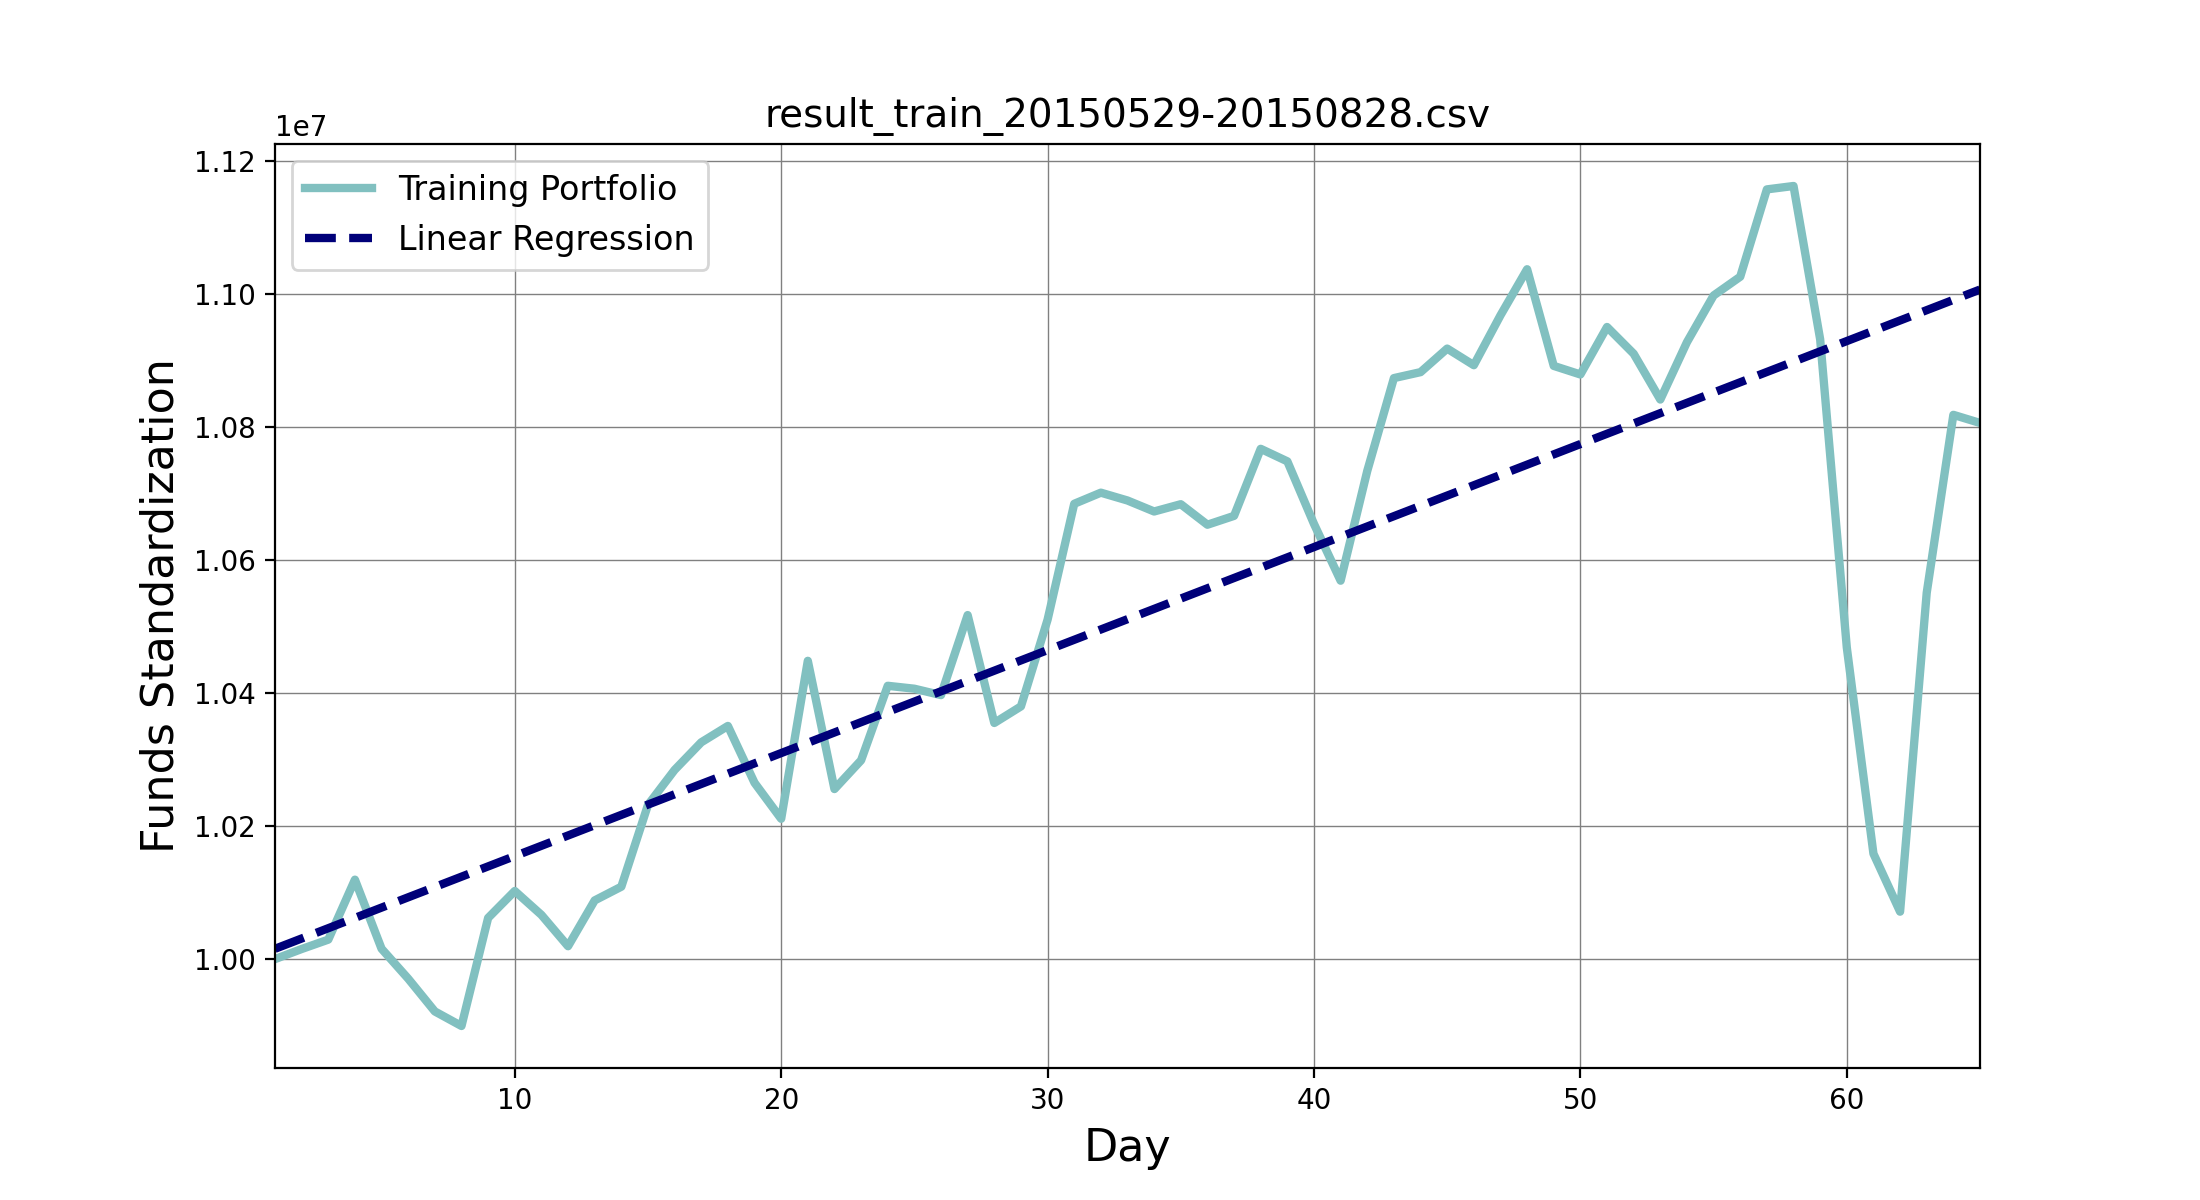 result_train_20150529-20150828.csv
1e7
Training Portfolio
Linear Regression
1.12
1.10
1.08
1.06
1.04
1.02
1.00
Funds Standardization
10 20 30 40 50 60
Day